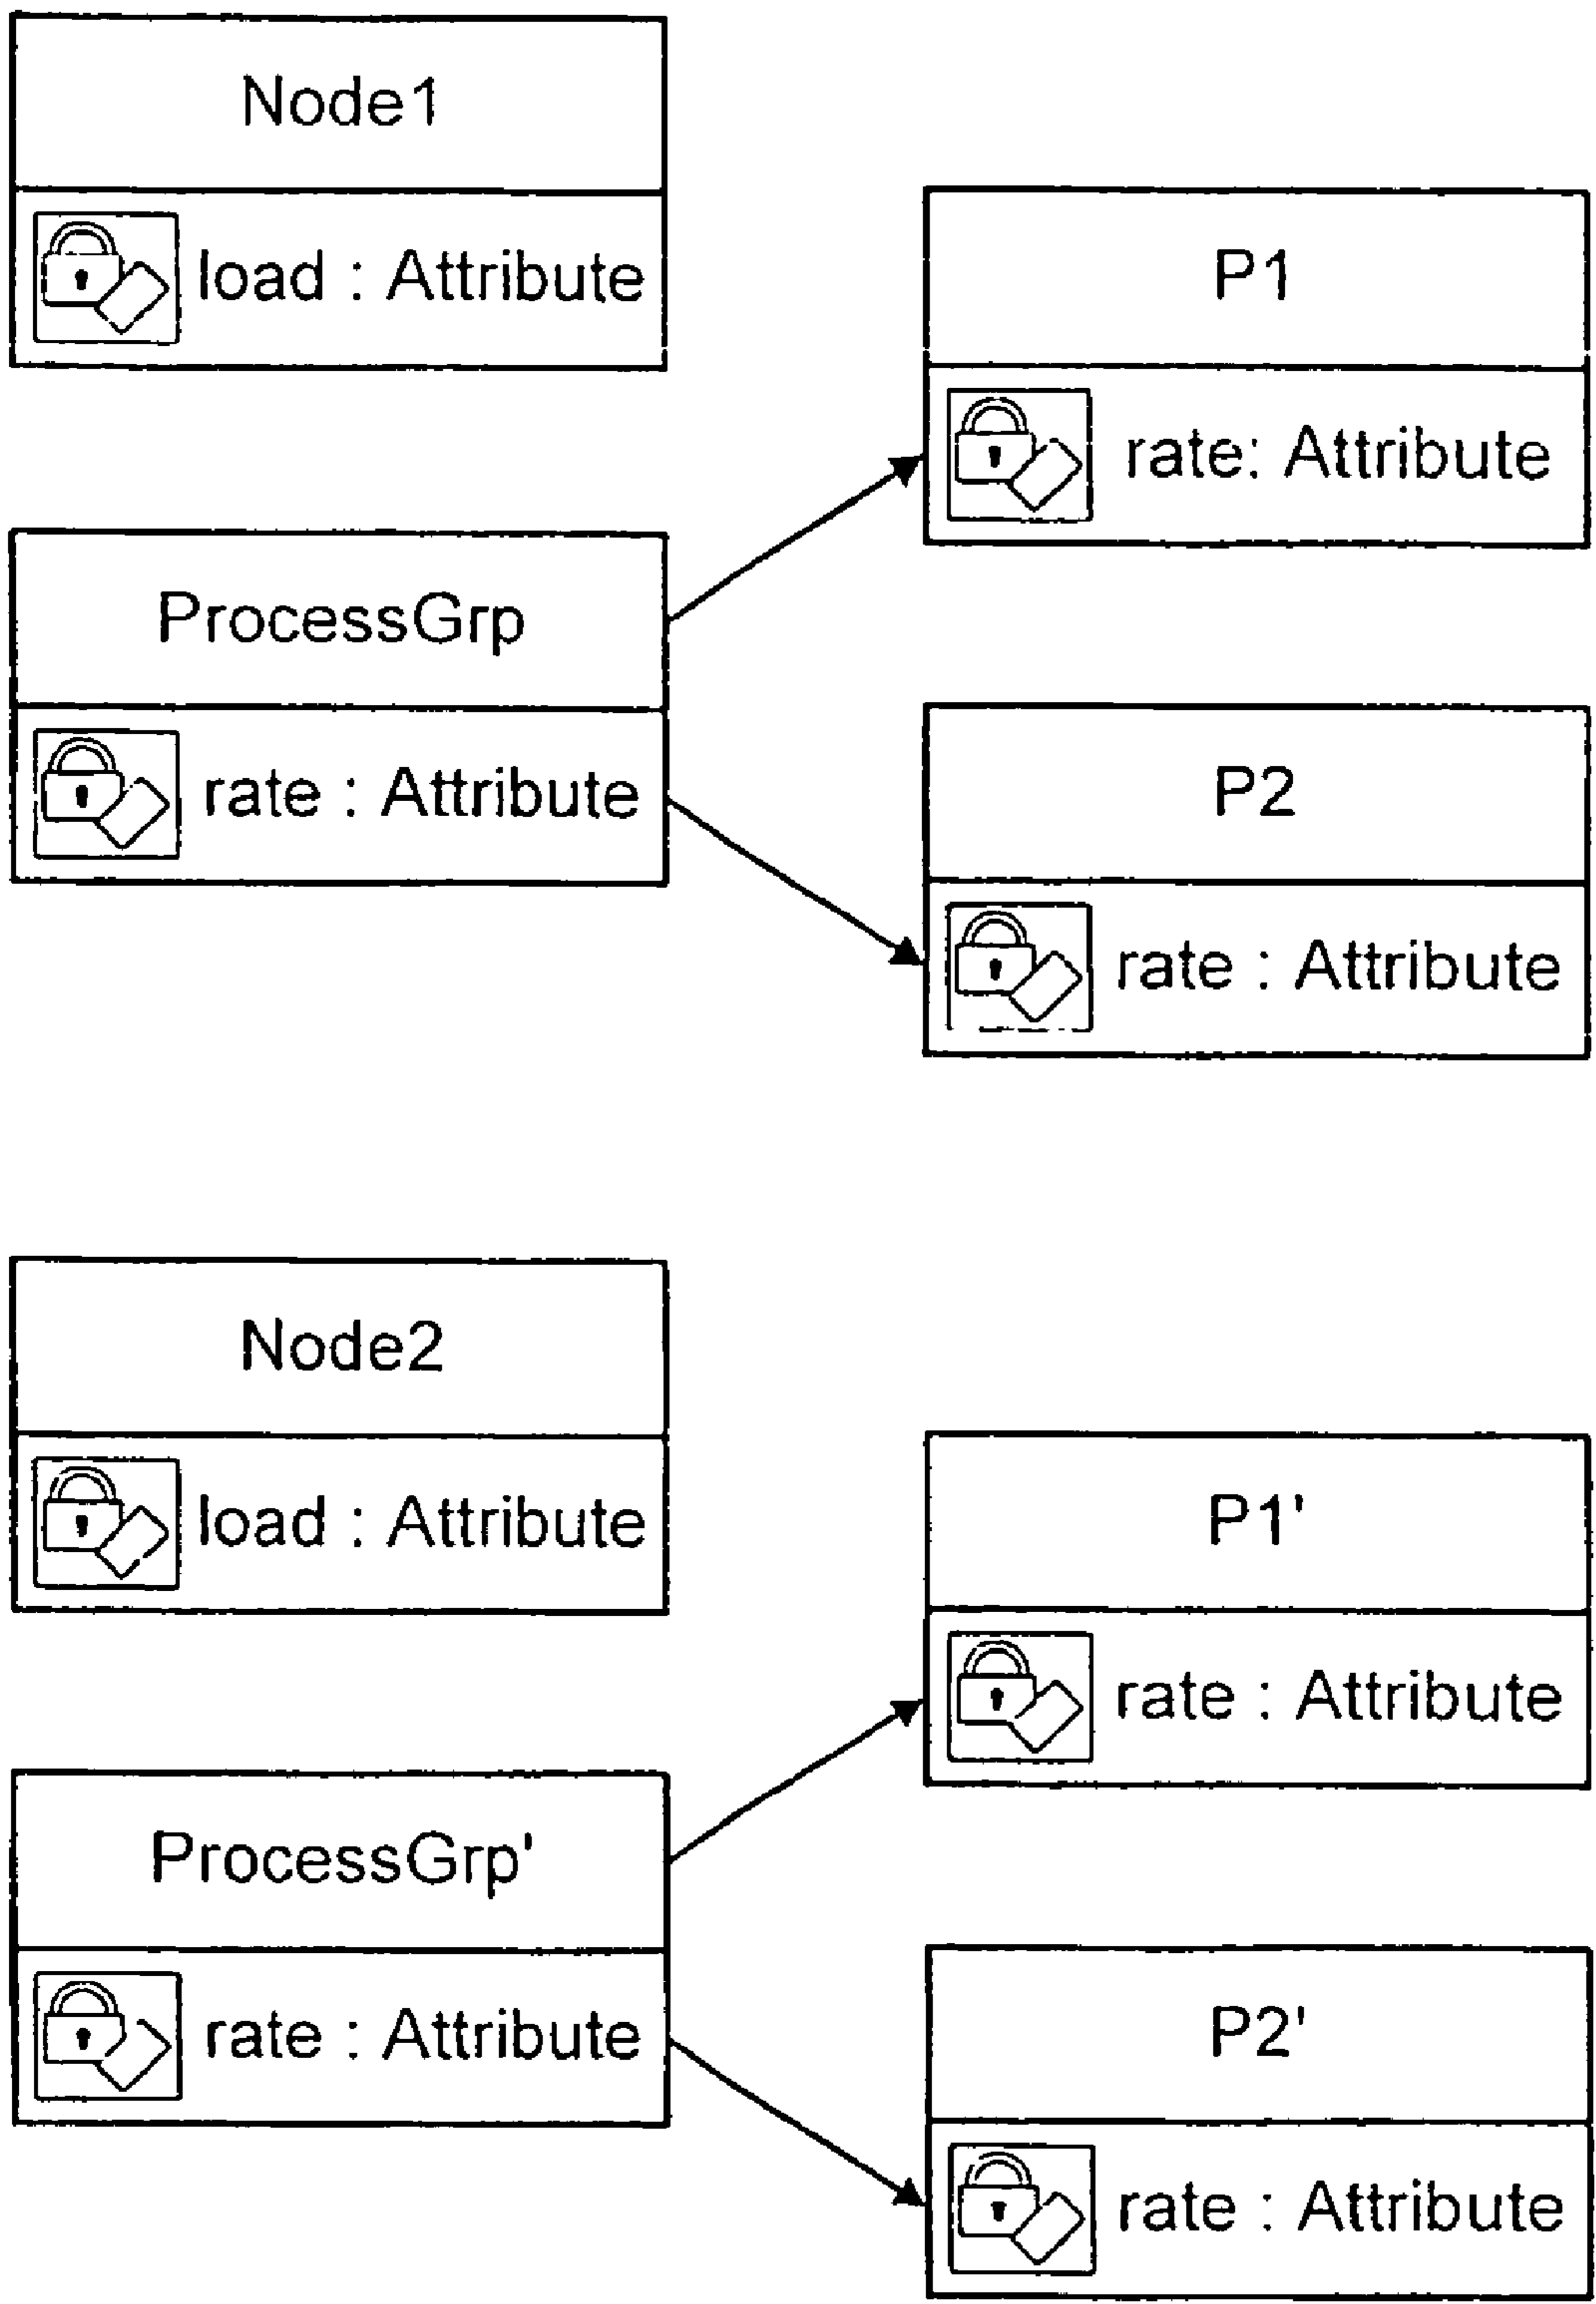 Node1
load : Attribute
P1
rate: Attribute
ProcessGrp
rate : Attribute
P2
rate : Attribute
Node2
load : Attribute
P1'
rate : Attribute
ProcessGrp'
rate : Attribute
P2'
rate : Attribute